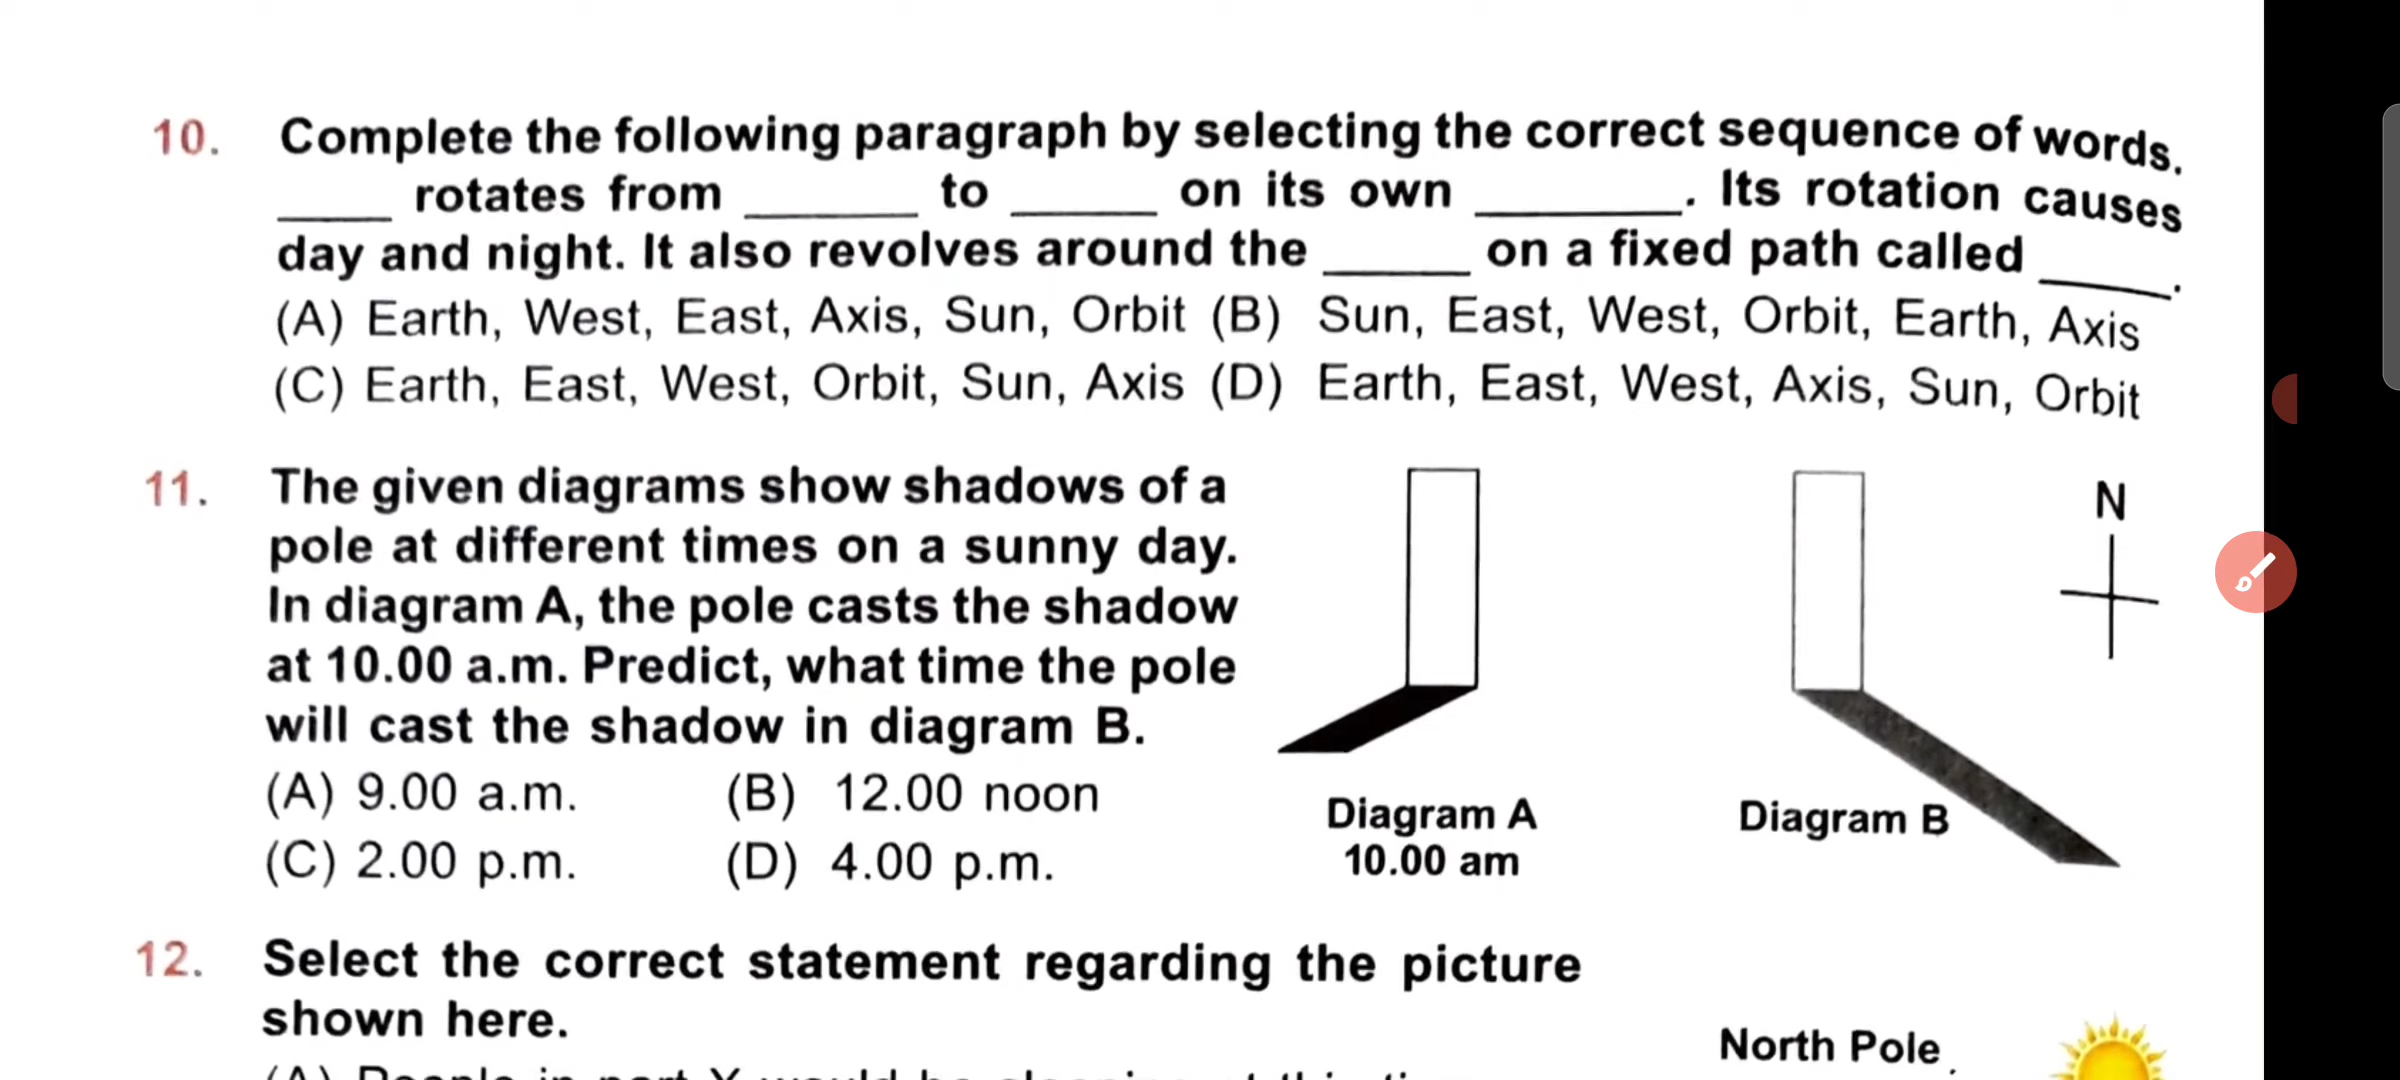 10. Complete the following paragraph by selecting the correct sequence of words.
____ rotates from ______ to _____ on its own _______. Its rotation causes
day and night. It also revolves around the _____ on a fixed path called _____.
(A) Earth, West, East, Axis, Sun, Orbit (B) Sun, East, West, Orbit, Earth, Axis
(C) Earth, East, West, Orbit, Sun, Axis (D) Earth, East, West, Axis, Sun, Orbit
11. The given diagrams show shadows of a
pole at different times on a sunny day.
In diagram A, the pole casts the shadow
at 10.00 a.m. Predict, what time the pole
will cast the shadow in diagram B.
(A) 9.00 a.m. (B) 12.00 noon
(C) 2.00 p.m. (D) 4.00 p.m.
Diagram A
10.00 am
Diagram B
N
12. Select the correct statement regarding the picture
shown here.
North Pole